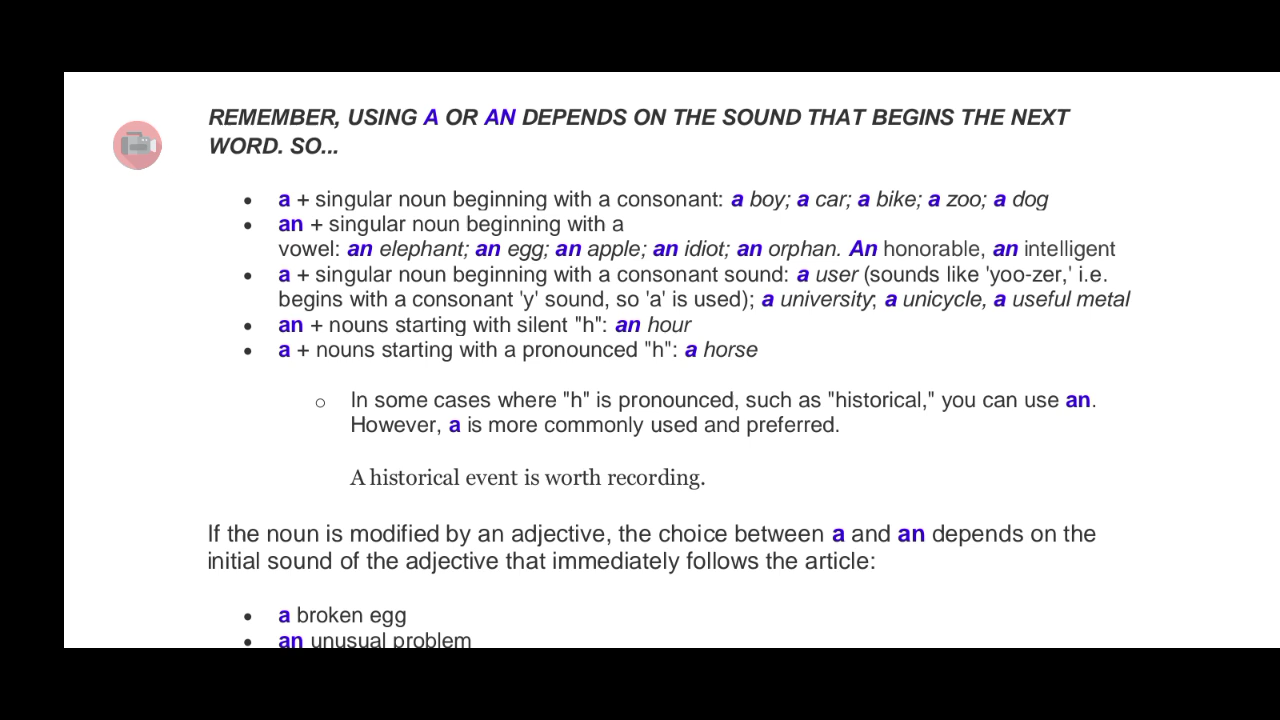 REMEMBER, USING A OR AN DEPENDS ON THE SOUND THAT BEGINS THE NEXT
WORD. SO...
• a + singular noun beginning with a consonant: a boy; a car; a bike; a zoo; a dog
• an + singular noun beginning with a
vowel: an elephant; an egg; an apple; an idiot; an orphan. An honorable, an intelligent
• a + singular noun beginning with a consonant sound: a user (sounds like 'yoo-zer,' i.e.
begins with a consonant 'y' sound, so 'a' is used); a university; a unicycle, a useful metal
• an + nouns starting with silent "h": an hour
• a + nouns starting with a pronounced "h": a horse
o In some cases where "h" is pronounced, such as "historical," you can use an.
However, a is more commonly used and preferred.
A historical event is worth recording.
If the noun is modified by an adjective, the choice between a and an depends on the
initial sound of the adjective that immediately follows the article:
• a broken egg
• an unusual problem